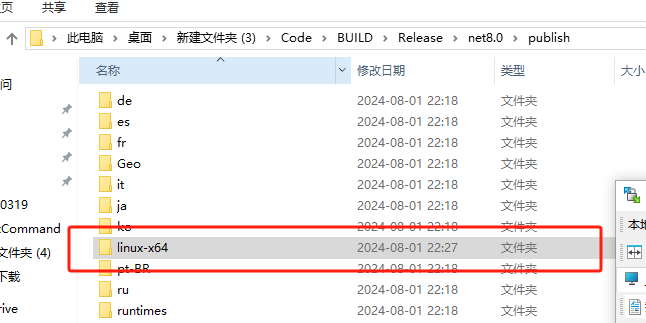 页 共享 查看
此电脑 > 桌面 > 新建文件夹 (3) > Code > BUILD > Release > net8.0 > publish
名称 修改日期 类型 大小
问 de 2024-08-01 22:18 文件夹
es 2024-08-01 22:18 文件夹
fr 2024-08-01 22:18 文件夹
Geo 2024-08-01 22:18 文件夹
it 2024-08-01 22:18 文件夹
0319 ja 2024-08-01 22:18 文件夹
tCommand ko 2024-08-01 22:18 文件夹 本地
文件夹 (4) linux-x64 2024-08-01 22:27 文件夹
下载 pt-BR 2024-08-01 22:18 文件夹
ru 2024-08-01 22:18 文件夹
rive runtimes 2024-08-01 22:18 文件夹